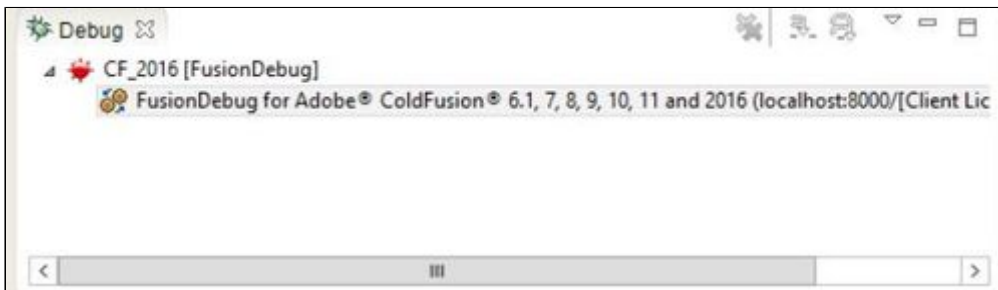 Debug
CF_2016 [FusionDebug]
FusionDebug for Adobe® ColdFusion® 6.1, 7, 8, 9, 10, 11 and 2016 (localhost:8000/[Client Lic